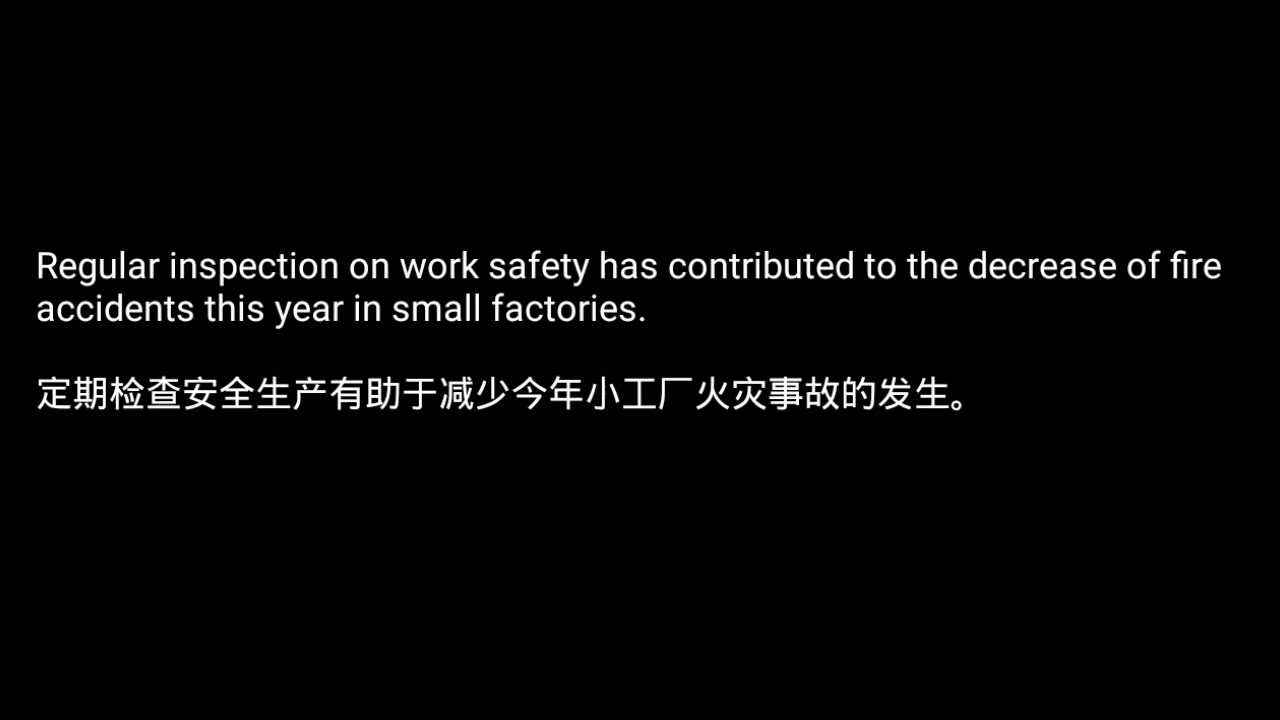 Regular inspection on work safety has contributed to the decrease of fire
accidents this year in small factories.
定期检查安全生产有助于减少今年小工厂火灾事故的发生。